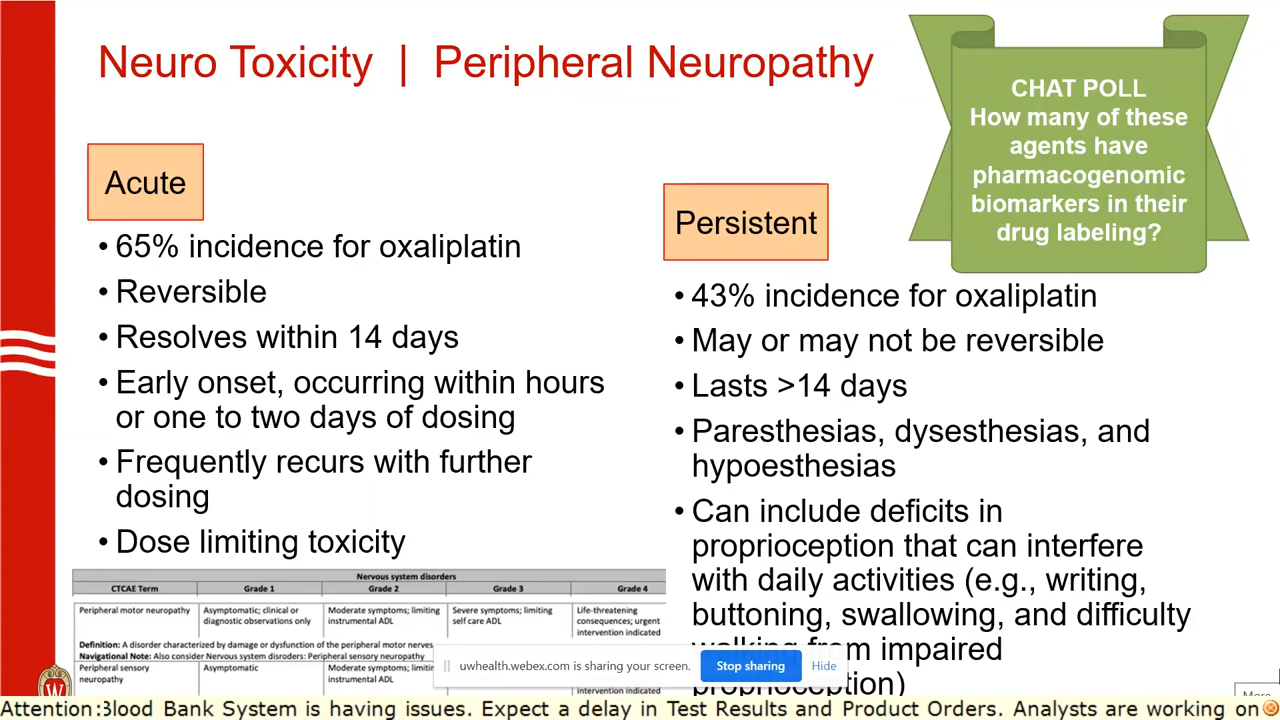 Neuro Toxicity | Peripheral Neuropathy
CHAT POLL
How many of these
agents have
pharmacogenomic
biomarkers in their
drug labeling?
Acute
• 65% incidence for oxaliplatin
• Reversible
• Resolves within 14 days
• Early onset, occurring within hours
or one to two days of dosing
• Frequently recurs with further
dosing
• Dose limiting toxicity
Persistent
• 43% incidence for oxaliplatin
• May or may not be reversible
• Lasts >14 days
• Paresthesias, dysesthesias, and
hypoesthesias
• Can include deficits in
proprioception that can interfere
with daily activities (e.g., writing,
buttoning, swallowing, and difficulty
walking from impaired
proprioception)
Nervous system disorders
CTCAE Term Grade 1 Grade 2 Grade 3 Grade 4
Peripheral motor neuropathy Asymptomatic; clinical or Moderate symptoms; limiting Severe symptoms; limiting Life-threatening
diagnostic observations only instrumental ADL self care ADL consequences; urgent
intervention indicated
Definition: A disorder characterized by damage or dysfunction of the peripheral motor nerves
Navigational Note: Also consider Nervous system disroders: Peripheral sensory neuropathy
Peripheral sensory Asymptomatic Moderate symptoms;
neuropathy instrumental ADL
intervention indicated
uwhealth.webex.com is sharing your screen. Stop sharing Hide
W
Attention: Blood Bank System is having issues. Expect a delay in Test Results and Product Orders. Analysts are working on